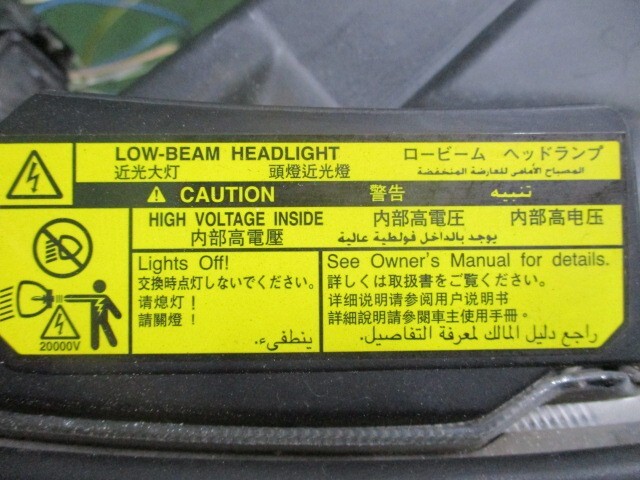 LOW-BEAM HEADLIGHT ロービーム ヘッドランプ
近光大灯 頭燈近光燈 المصباح الأمامي للعارضة المنخفضة
CAUTION 警告 تنبيه
HIGH VOLTAGE INSIDE 内部高電圧 内部高电压
内部高電壓 يوجد بالداخل فولطية عالية
Lights Off!
交換時点灯しないでください。
请熄灯！
請關燈！
ينطفىء.
See Owner's Manual for details.
詳しくは取扱書をご覧ください。
详细说明请参阅用户说明书
詳細說明請參閱車主使用手冊。
راجع دليل المالك لمعرفة التفاصيل.
20000V